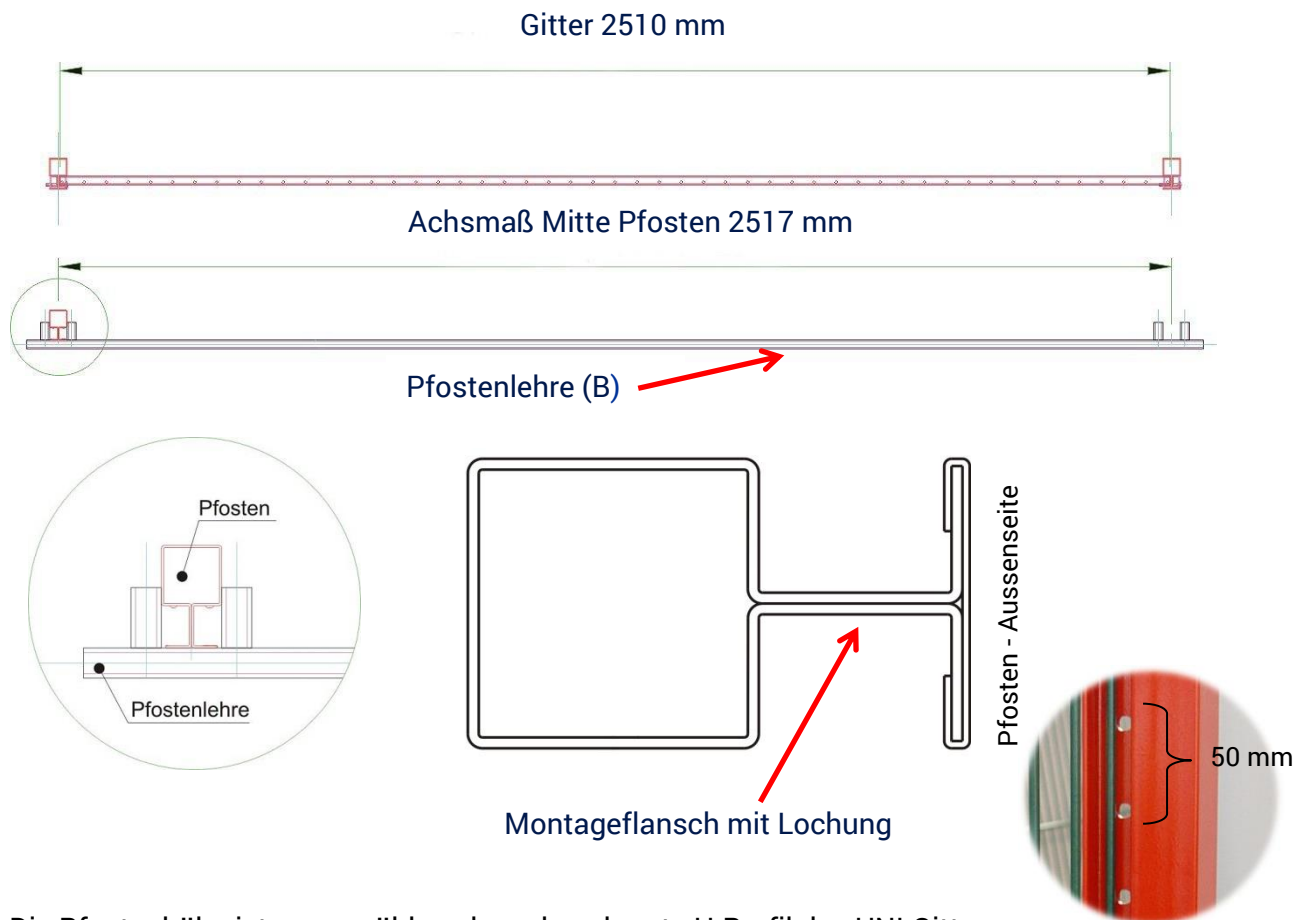 Gitter 2510 mm
Achsmaß Mitte Pfosten 2517 mm
Pfostenlehre (B)
Pfosten
Pfostenlehre
Pfosten - Aussenseite
50 mm
Montageflansch mit Lochung